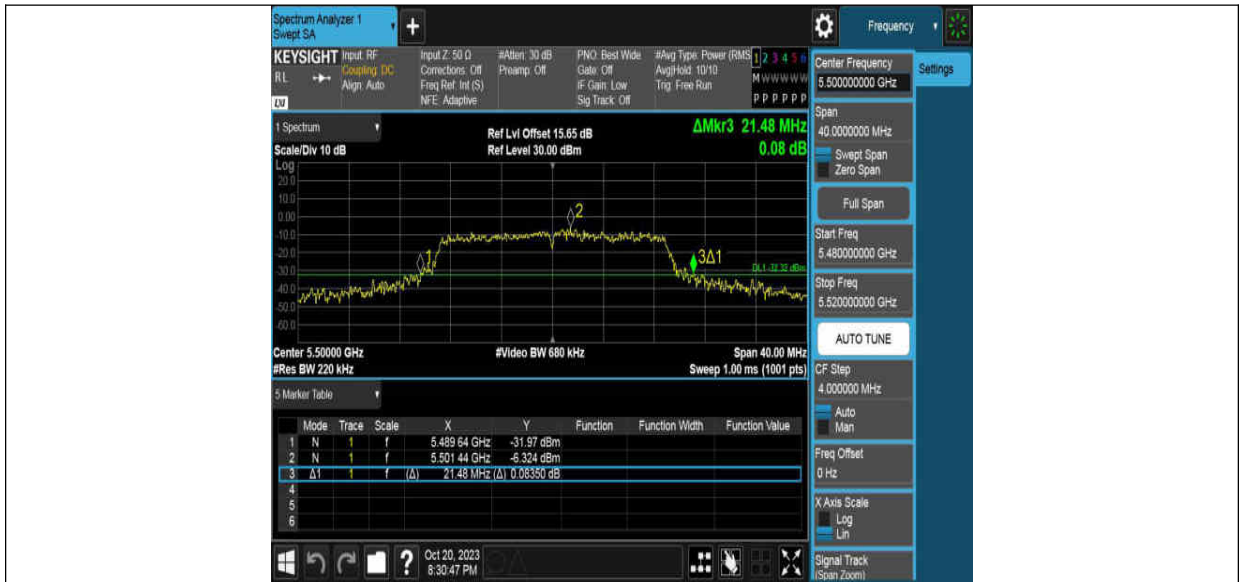 Spectrum Analyzer 1
Swept SA
Frequency
KEYSIGHT
RL
LXI
Input: RF
Coupling: DC
Align: Auto
Input Z: 50 Ω
Corrections: Off
Freq Ref: Int (S)
NFE: Adaptive
#Atten: 30 dB
Preamp: Off
PNO: Best Wide
Gate: Off
IF Gain: Low
Sig Track: Off
#Avg Type: Power (RMS
Avg|Hold: 10/10
Trig: Free Run
1 2 3 4 5 6
M W W W W W
P P P P P P
1 Spectrum
Scale/Div 10 dB
Ref Lvl Offset 15.65 dB
Ref Level 30.00 dBm
ΔMkr3 21.48 MHz
0.08 dB
Log
20.0
10.0
0.00
-10.0
-20.0
-30.0
-40.0
-50.0
-60.0
1
2
3Δ1
DL1 -32.32 dBm
Center 5.50000 GHz
#Res BW 220 kHz
#Video BW 680 kHz
Span 40.00 MHz
Sweep 1.00 ms (1001 pts)
5 Marker Table
Mode Trace Scale X Y Function Function Width Function Value
1 N 1 f 5.489 64 GHz -31.97 dBm
2 N 1 f 5.501 44 GHz -6.324 dBm
3 Δ1 1 f (Δ) 21.48 MHz (Δ) 0.08350 dB
4
5
6
?
Oct 20, 2023
8:30:47 PM
Center Frequency
5.500000000 GHz
Settings
Span
40.0000000 MHz
Swept Span
Zero Span
Full Span
Start Freq
5.480000000 GHz
Stop Freq
5.520000000 GHz
AUTO TUNE
CF Step
4.000000 MHz
Auto
Man
Freq Offset
0 Hz
X Axis Scale
Log
Lin
Signal Track
(Span Zoom)